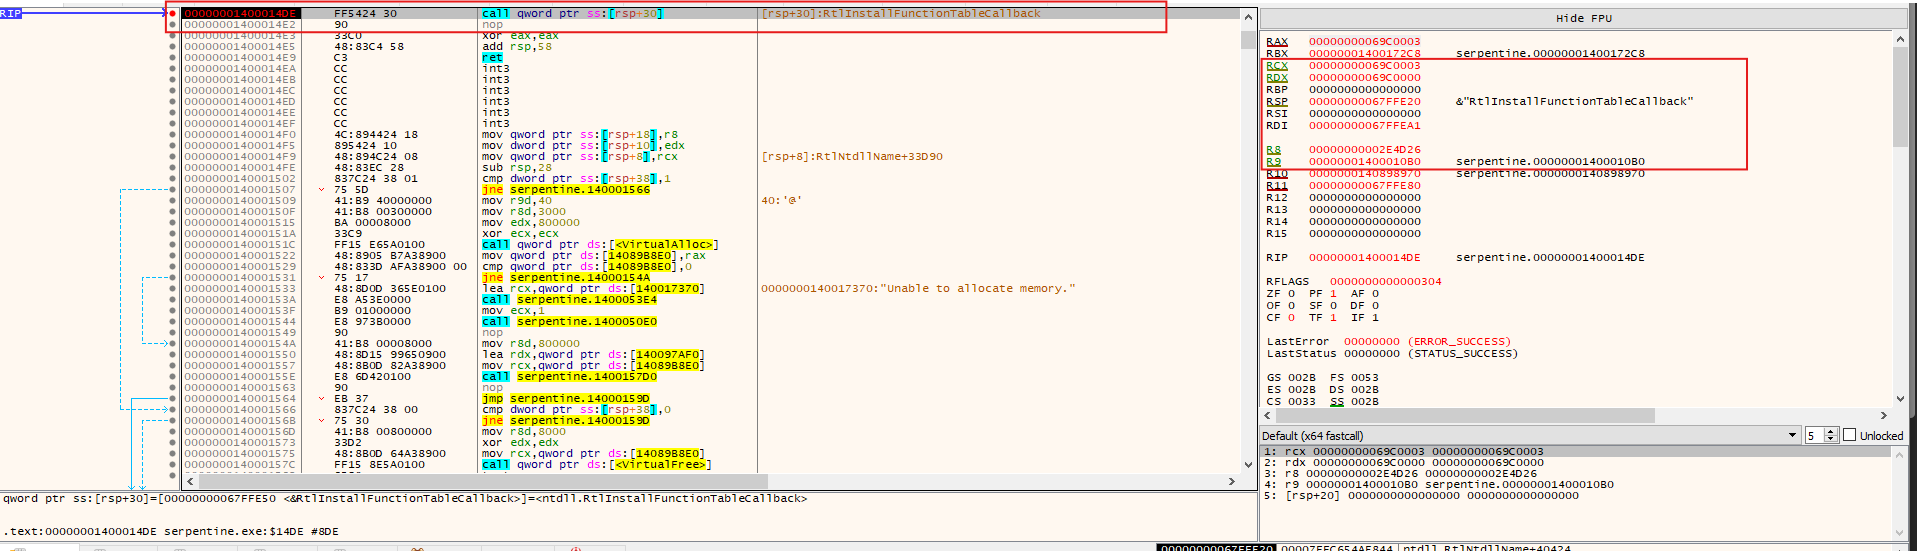 RIP
00000001400014DE FF5424 30 call qword ptr ss:[rsp+30] [rsp+30]:RtlInstallFunctionTableCallback
00000001400014E2 90 nop
00000001400014E3 33C0 xor eax,eax
00000001400014E5 48:83C4 58 add rsp,58
00000001400014E9 C3 ret
00000001400014EA CC int3
00000001400014EB CC int3
00000001400014EC CC int3
00000001400014ED CC int3
00000001400014EE CC int3
00000001400014EF CC int3
00000001400014F0 4C:894424 18 mov qword ptr ss:[rsp+18],r8
00000001400014F5 895424 10 mov dword ptr ss:[rsp+10],edx
00000001400014F9 48:894C24 08 mov qword ptr ss:[rsp+8],rcx [rsp+8]:RtlNtdllName+33D90
00000001400014FE 48:83EC 28 sub rsp,28
0000000140001502 837C24 38 01 cmp dword ptr ss:[rsp+38],1
0000000140001507 75 5D jne serpentine.140001566
0000000140001509 41:B9 40000000 mov r9d,40 40:'@'
000000014000150F 41:B8 00300000 mov r8d,3000
0000000140001515 BA 00008000 mov edx,800000
000000014000151A 33C9 xor ecx,ecx
000000014000151C FF15 E65A0100 call qword ptr ds:[<VirtualAlloc>]
0000000140001522 48:8905 B7A38900 mov qword ptr ds:[14089B8E0],rax
0000000140001529 48:833D AFA38900 00 cmp qword ptr ds:[14089B8E0],0
0000000140001531 75 17 jne serpentine.14000154A
0000000140001533 48:8D0D 365E0100 lea rcx,qword ptr ds:[140017370] 0000000140017370:"Unable to allocate memory."
000000014000153A E8 A53E0000 call serpentine.1400053E4
000000014000153F B9 01000000 mov ecx,1
0000000140001544 E8 973B0000 call serpentine.1400050E0
0000000140001549 90 nop
000000014000154A 41:B8 00008000 mov r8d,800000
0000000140001550 48:8D15 99650900 lea rdx,qword ptr ds:[140097AF0]
0000000140001557 48:8B0D 82A38900 mov rcx,qword ptr ds:[14089B8E0]
000000014000155E E8 6D420100 call serpentine.1400157D0
0000000140001563 90 nop
0000000140001564 EB 37 jmp serpentine.14000159D
0000000140001566 837C24 38 00 cmp dword ptr ss:[rsp+38],0
000000014000156B 75 30 jne serpentine.14000159D
000000014000156D 41:B8 00800000 mov r8d,8000
0000000140001573 33D2 xor edx,edx
0000000140001575 48:8B0D 64A38900 mov rcx,qword ptr ds:[14089B8E0]
000000014000157C FF15 8E5A0100 call qword ptr ds:[<VirtualFree>]
qword ptr ss:[rsp+30]=[0000000067FFE50 <&RtlInstallFunctionTableCallback>]=<ntdll.RtlInstallFunctionTableCallback>
.text:00000001400014DE serpentine.exe:$14DE #8DE
Hide FPU
RAX 00000000069C0003
RBX 00000001400172C8 serpentine.00000001400172C8
RCX 00000000069C0003
RDX 00000000069C0000
RBP 0000000000000000
RSP 00000000067FFE20 &"RtlInstallFunctionTableCallback"
RSI 0000000000000000
RDI 00000000067FFEA1
R8 0000000002E4D26
R9 00000001400010B0 serpentine.00000001400010B0
R10 0000000140898970 serpentine.0000000140898970
R11 00000000067FFE80
R12 0000000000000000
R13 0000000000000000
R14 0000000000000000
R15 0000000000000000
RIP 00000001400014DE serpentine.00000001400014DE
RFLAGS 0000000000000304
ZF 0 PF 1 AF 0
OF 0 SF 0 DF 0
CF 0 TF 1 IF 1
LastError 00000000 (ERROR_SUCCESS)
LastStatus 00000000 (STATUS_SUCCESS)
GS 002B FS 0053
ES 002B DS 002B
CS 0033 SS 002B
Default (x64 fastcall) 5 Unlocked
1: rcx 00000000069C0003 00000000069C0003
2: rdx 00000000069C0000 00000000069C0000
3: r8 0000000002E4D26 0000000002E4D26
4: r9 00000001400010B0 serpentine.00000001400010B0
5: [rsp+20] 0000000000000000 0000000000000000